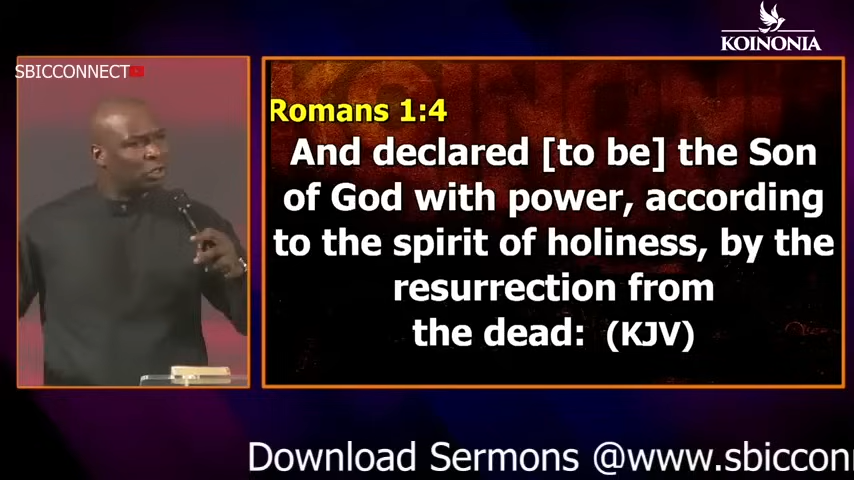 KOINONIA
SBICCONNECT
Romans 1:4
And declared [to be] the Son
of God with power, according
to the spirit of holiness, by the
resurrection from
the dead: (KJV)
Download Sermons @www.sbicconn